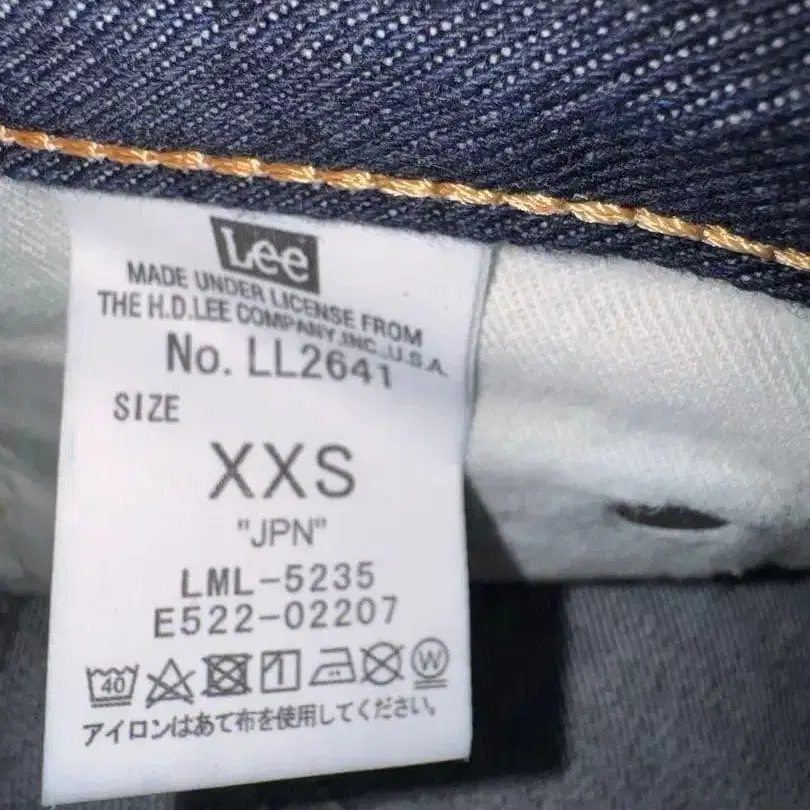 Lee
MADE UNDER LICENSE FROM
THE H.D.LEE COMPANY,INC.,U.S.A.
No. LL2641
SIZE
XXS
"JPN"
LML-5235
E522-02207
40 W
アイロンはあて布を使用してください。